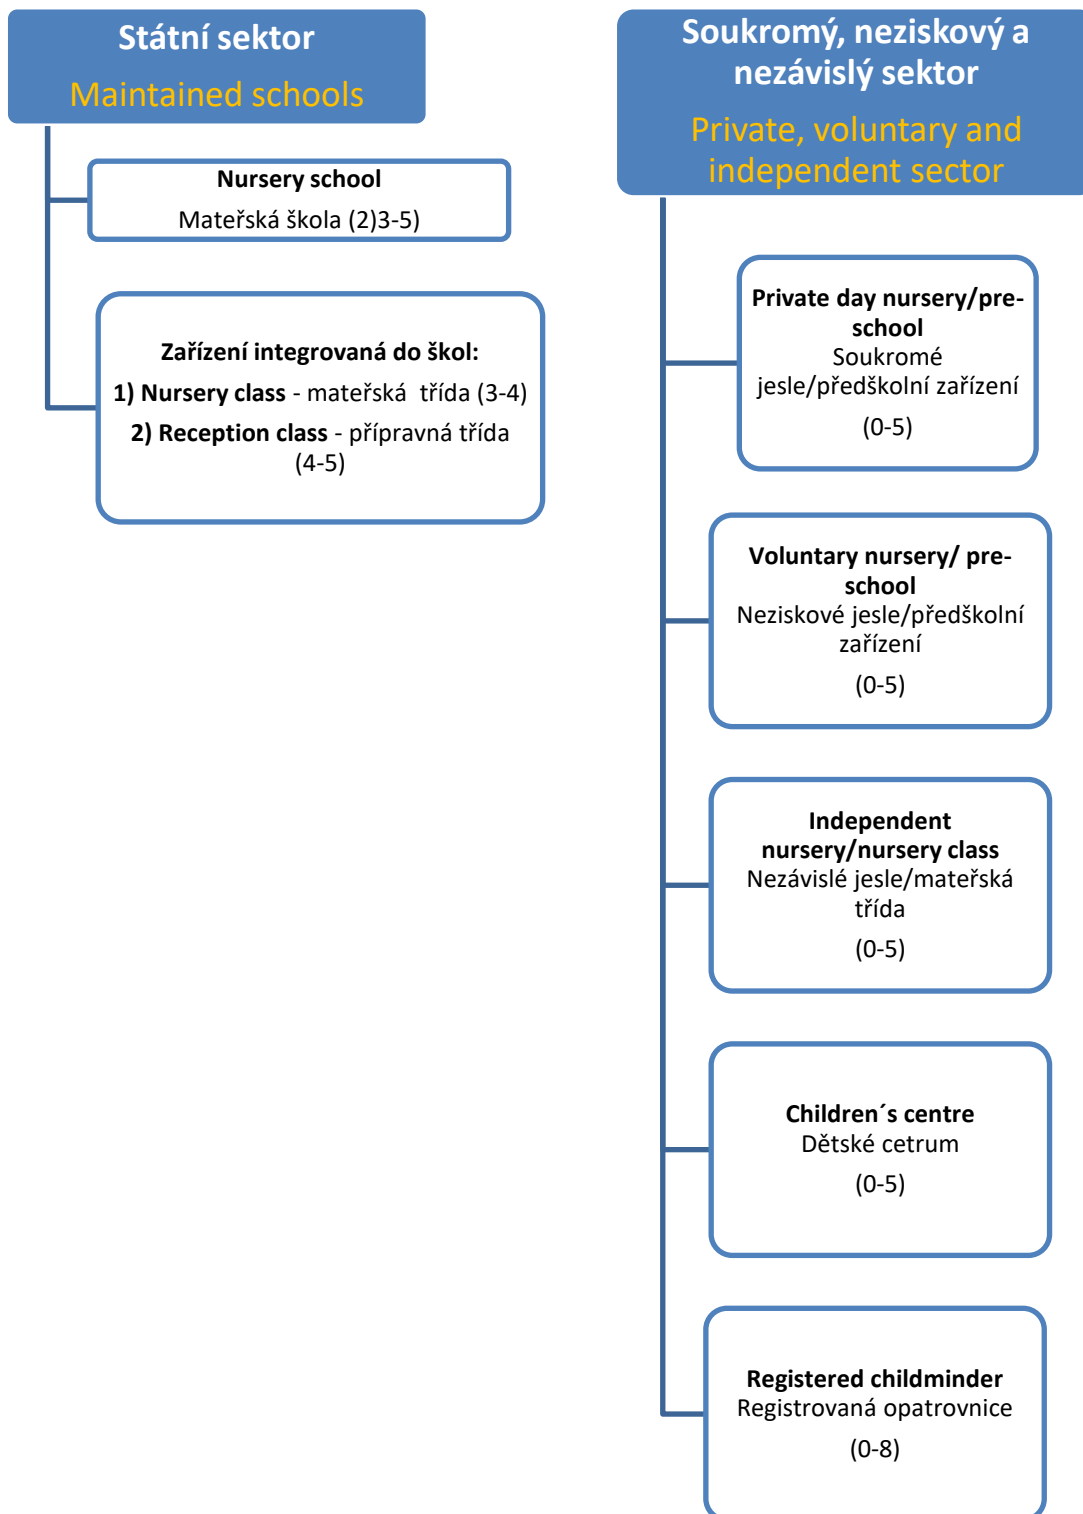 Státní sektor
Maintained schools
Nursery school
Mateřská škola (2)3-5)
Zařízení integrovaná do škol:
1) Nursery class - mateřská  třída (3-4)
2) Reception class - přípravná třída
(4-5)
Soukromý, neziskový a
nezávislý sektor
Private, voluntary and
independent sector
Private day nursery/pre-
school
Soukromé
jesle/předškolní zařízení
(0-5)
Voluntary nursery/ pre-
school
Neziskové jesle/předškolní
zařízení
(0-5)
Independent
nursery/nursery class
Nezávislé jesle/mateřská
třída
(0-5)
Children´s centre
Dětské cetrum
(0-5)
Registered childminder
Registrovaná opatrovnice
(0-8)